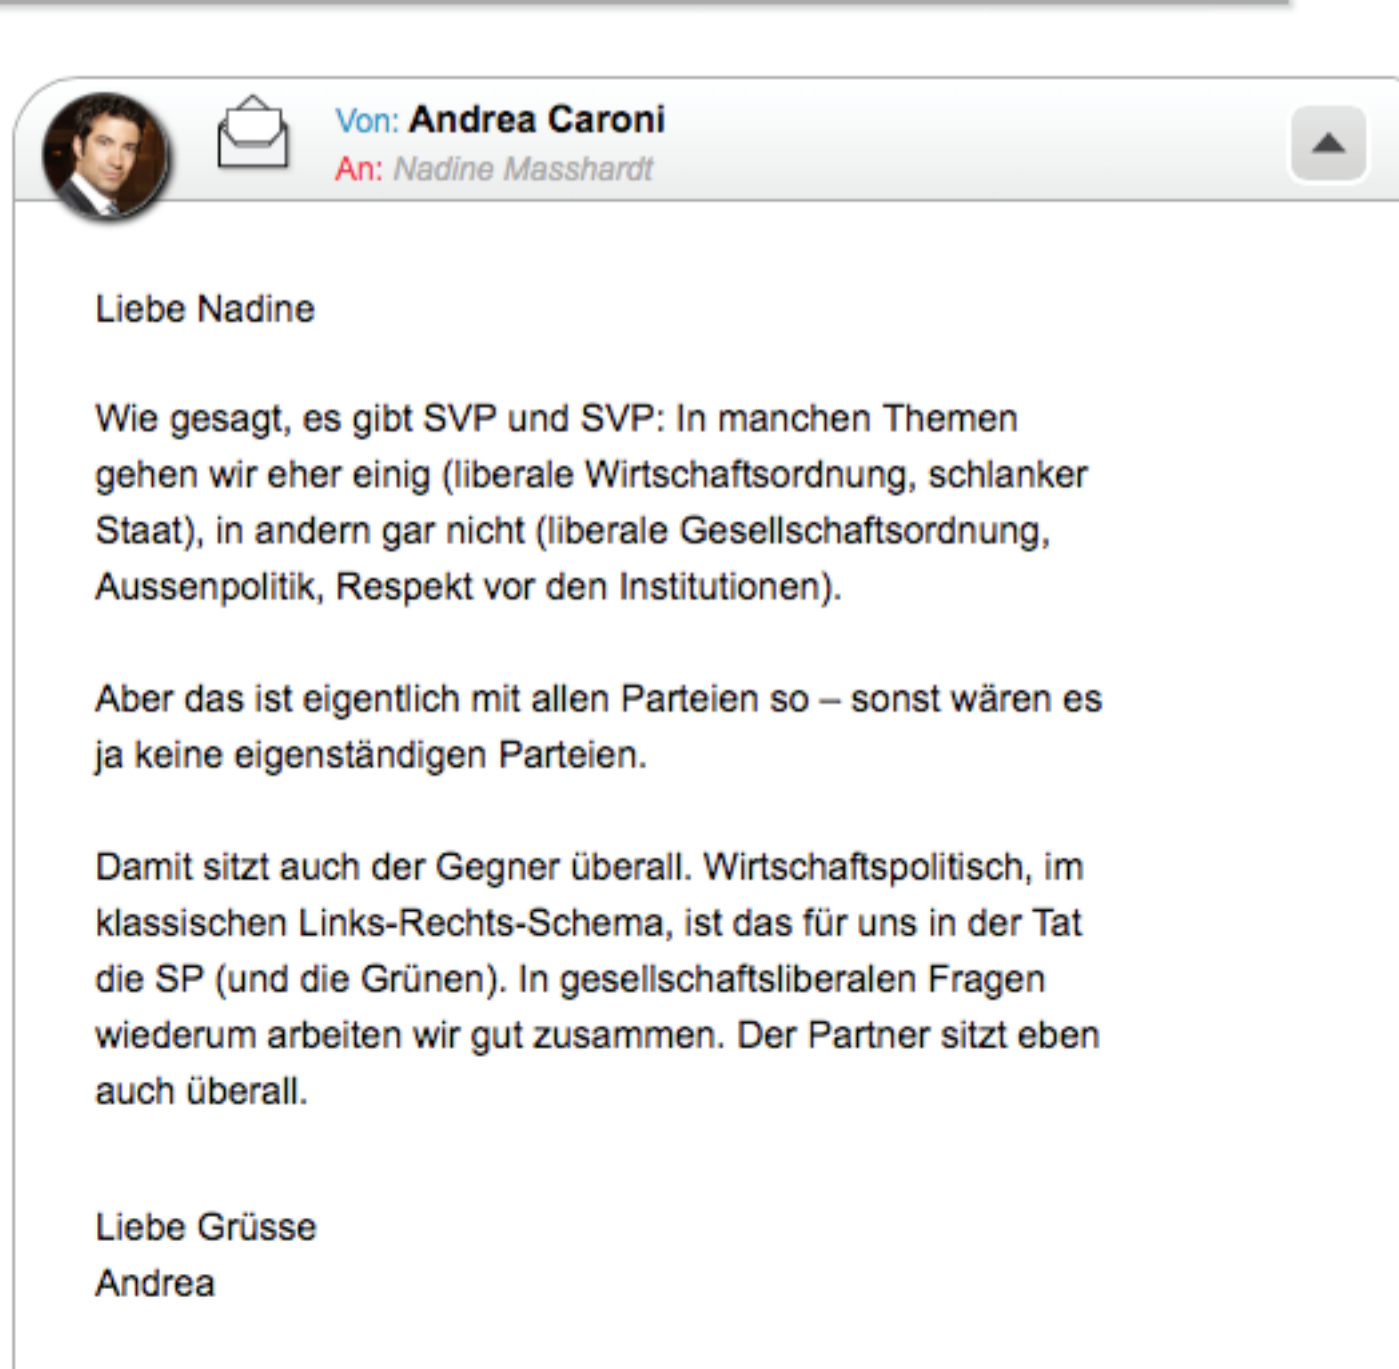 Von: Andrea Caroni
An: Nadine Masshardt
Liebe Nadine
Wie gesagt, es gibt SVP und SVP: In manchen Themen
gehen wir eher einig (liberale Wirtschaftsordnung, schlanker
Staat), in andern gar nicht (liberale Gesellschaftsordnung,
Aussenpolitik, Respekt vor den Institutionen).
Aber das ist eigentlich mit allen Parteien so – sonst wären es
ja keine eigenständigen Parteien.
Damit sitzt auch der Gegner überall. Wirtschaftspolitisch, im
klassischen Links-Rechts-Schema, ist das für uns in der Tat
die SP (und die Grünen). In gesellschaftsliberalen Fragen
wiederum arbeiten wir gut zusammen. Der Partner sitzt eben
auch überall.
Liebe Grüsse
Andrea